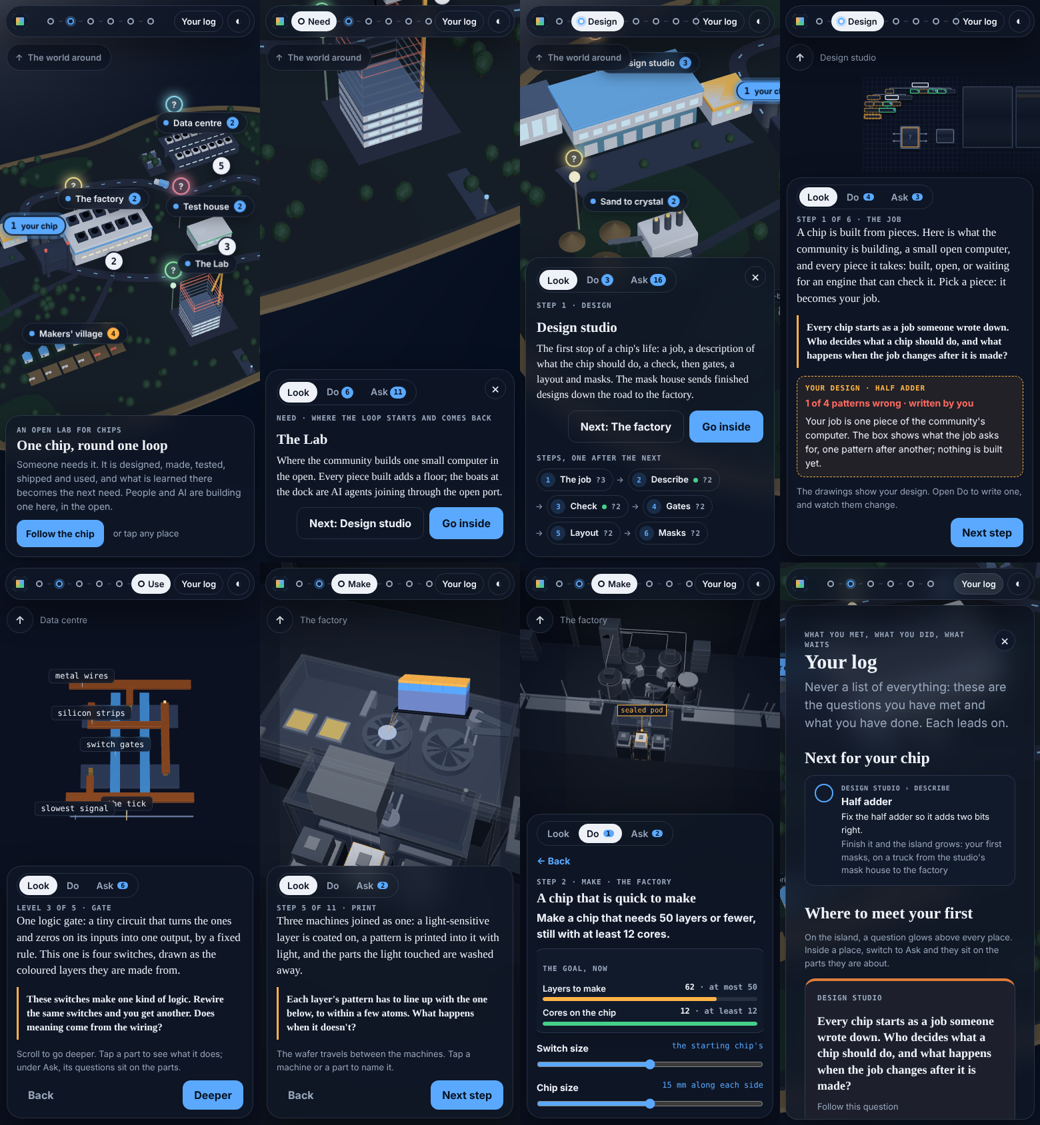 Your log
↑ The world around
?
Data centre 2
5
?
?
The factory 2
Test house 2
1 your chip
3
2
?
The Lab
Makers' village 4
AN OPEN LAB FOR CHIPS
One chip, round one loop
Someone needs it. It is designed, made, tested,
shipped and used, and what is learned there
becomes the next need. People and AI are building
one here, in the open.
Follow the chip
or tap any place
Need
Your log
↑ The world around
Look
Do 6
Ask 11
×
NEED · WHERE THE LOOP STARTS AND COMES BACK
The Lab
Where the community builds one small computer in
the open. Every piece built adds a floor; the boats at
the dock are AI agents joining through the open port.
Next: Design studio
Go inside
Design
Your log
↑ The world around
sign studio 3
1 your ch
?
Sand to crystal 2
Look
Do 3
Ask 16
×
STEP 1 · DESIGN
Design studio
The first stop of a chip's life: a job, a description of
what the chip should do, a check, then gates, a
layout and masks. The mask house sends finished
designs down the road to the factory.
Next: The factory
Go inside
STEPS, ONE AFTER THE NEXT
1 The job ?3 → 2 Describe ?2
→ 3 Check ?2 → 4 Gates ?2
→ 5 Layout ?2 → 6 Masks ?2
Design
Your log
↑ Design studio
?
Look
Do 4
Ask 3
STEP 1 OF 6 · THE JOB
A chip is built from pieces. Here is what the
community is building, a small open computer,
and every piece it takes: built, open, or waiting
for an engine that can check it. Pick a piece: it
becomes your job.
Every chip starts as a job someone wrote down.
Who decides what a chip should do, and what
happens when the job changes after it is made?
YOUR DESIGN · HALF ADDER
1 of 4 patterns wrong · written by you
Your job is one piece of the community's
computer. The box shows what the job asks
for, one pattern after another; nothing is built
yet.
The drawings show your design. Open Do to write one,
and watch them change.
Next step
Use
Your log
↑ Data centre
metal wires
silicon strips
switch gates
he tick
slowest signal
Look
Do
Ask 6
LEVEL 3 OF 5 · GATE
One logic gate: a tiny circuit that turns the ones
and zeros on its inputs into one output, by a fixed
rule. This one is four switches, drawn as the
coloured layers they are made from.
These switches make one kind of logic. Rewire
the same switches and you get another. Does
meaning come from the wiring?
Scroll to go deeper. Tap a part to see what it does;
under Ask, its questions sit on the parts.
Back
Deeper
Make
Your log
↑ The factory
Look
Do
Ask 2
STEP 5 OF 11 · PRINT
Three machines joined as one: a light-sensitive
layer is coated on, a pattern is printed into it with
light, and the parts the light touched are washed
away.
Each layer's pattern has to line up with the one
below, to within a few atoms. What happens
when it doesn't?
The wafer travels between the machines. Tap a
machine or a part to name it.
Back
Next step
Make
Your log
↑ The factory
sealed pod
Look
Do 1
Ask 2
← Back
STEP 2 · MAKE · THE FACTORY
A chip that is quick to make
Make a chip that needs 50 layers or fewer,
still with at least 12 cores.
THE GOAL, NOW
Layers to make 62 · at most 50
Cores on the chip 12 · at least 12
Switch size the starting chip's
Chip size 15 mm along each side
Your log
WHAT YOU MET, WHAT YOU DID, WHAT
WAITS
×
Your log
Never a list of everything: these are
the questions you have met and
what you have done. Each leads on.
Next for your chip
DESIGN STUDIO · DESCRIBE
Half adder
Fix the half adder so it adds two bits
right.
Finish it and the island grows: your first
masks, on a truck from the studio's
mask house to the factory
Where to meet your first
On the island, a question glows above every place.
Inside a place, switch to Ask and they sit on the
parts they are about.
DESIGN STUDIO
Every chip starts as a job someone
wrote down. Who decides what a
chip should do, and what happens
when the job changes after it is
made?
Follow this question